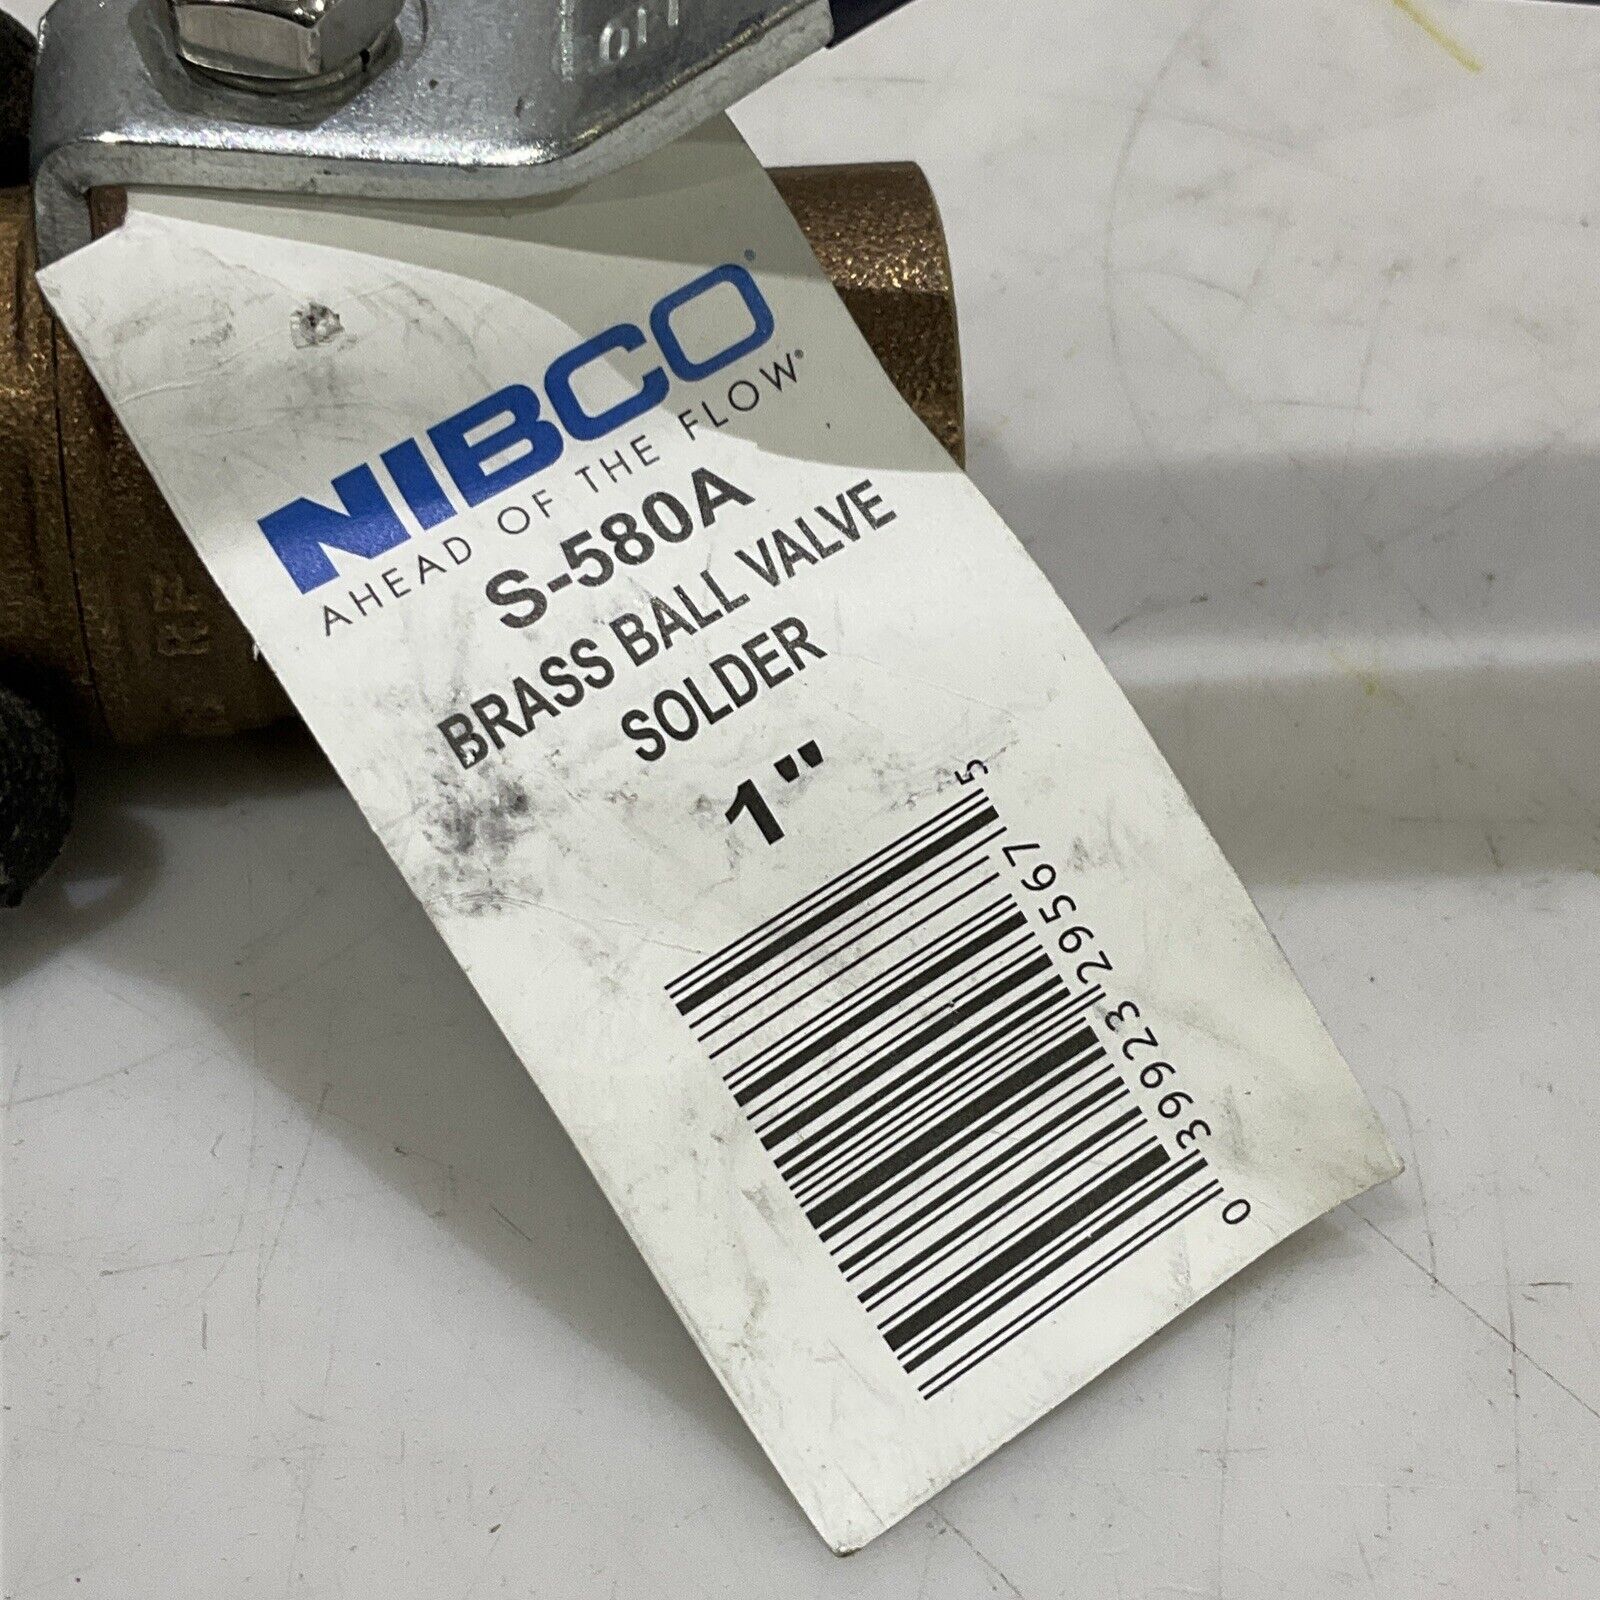 NIBCO®
AHEAD OF THE FLOW®
S-580A
BRASS BALL VALVE
SOLDER
1"
0 39923 29567 5